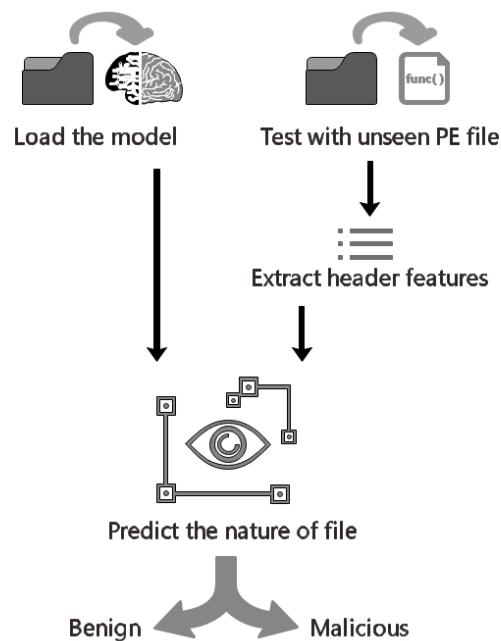 func()
Load the model
Test with unseen PE file
Extract header features
Predict the nature of file
Benign
Malicious